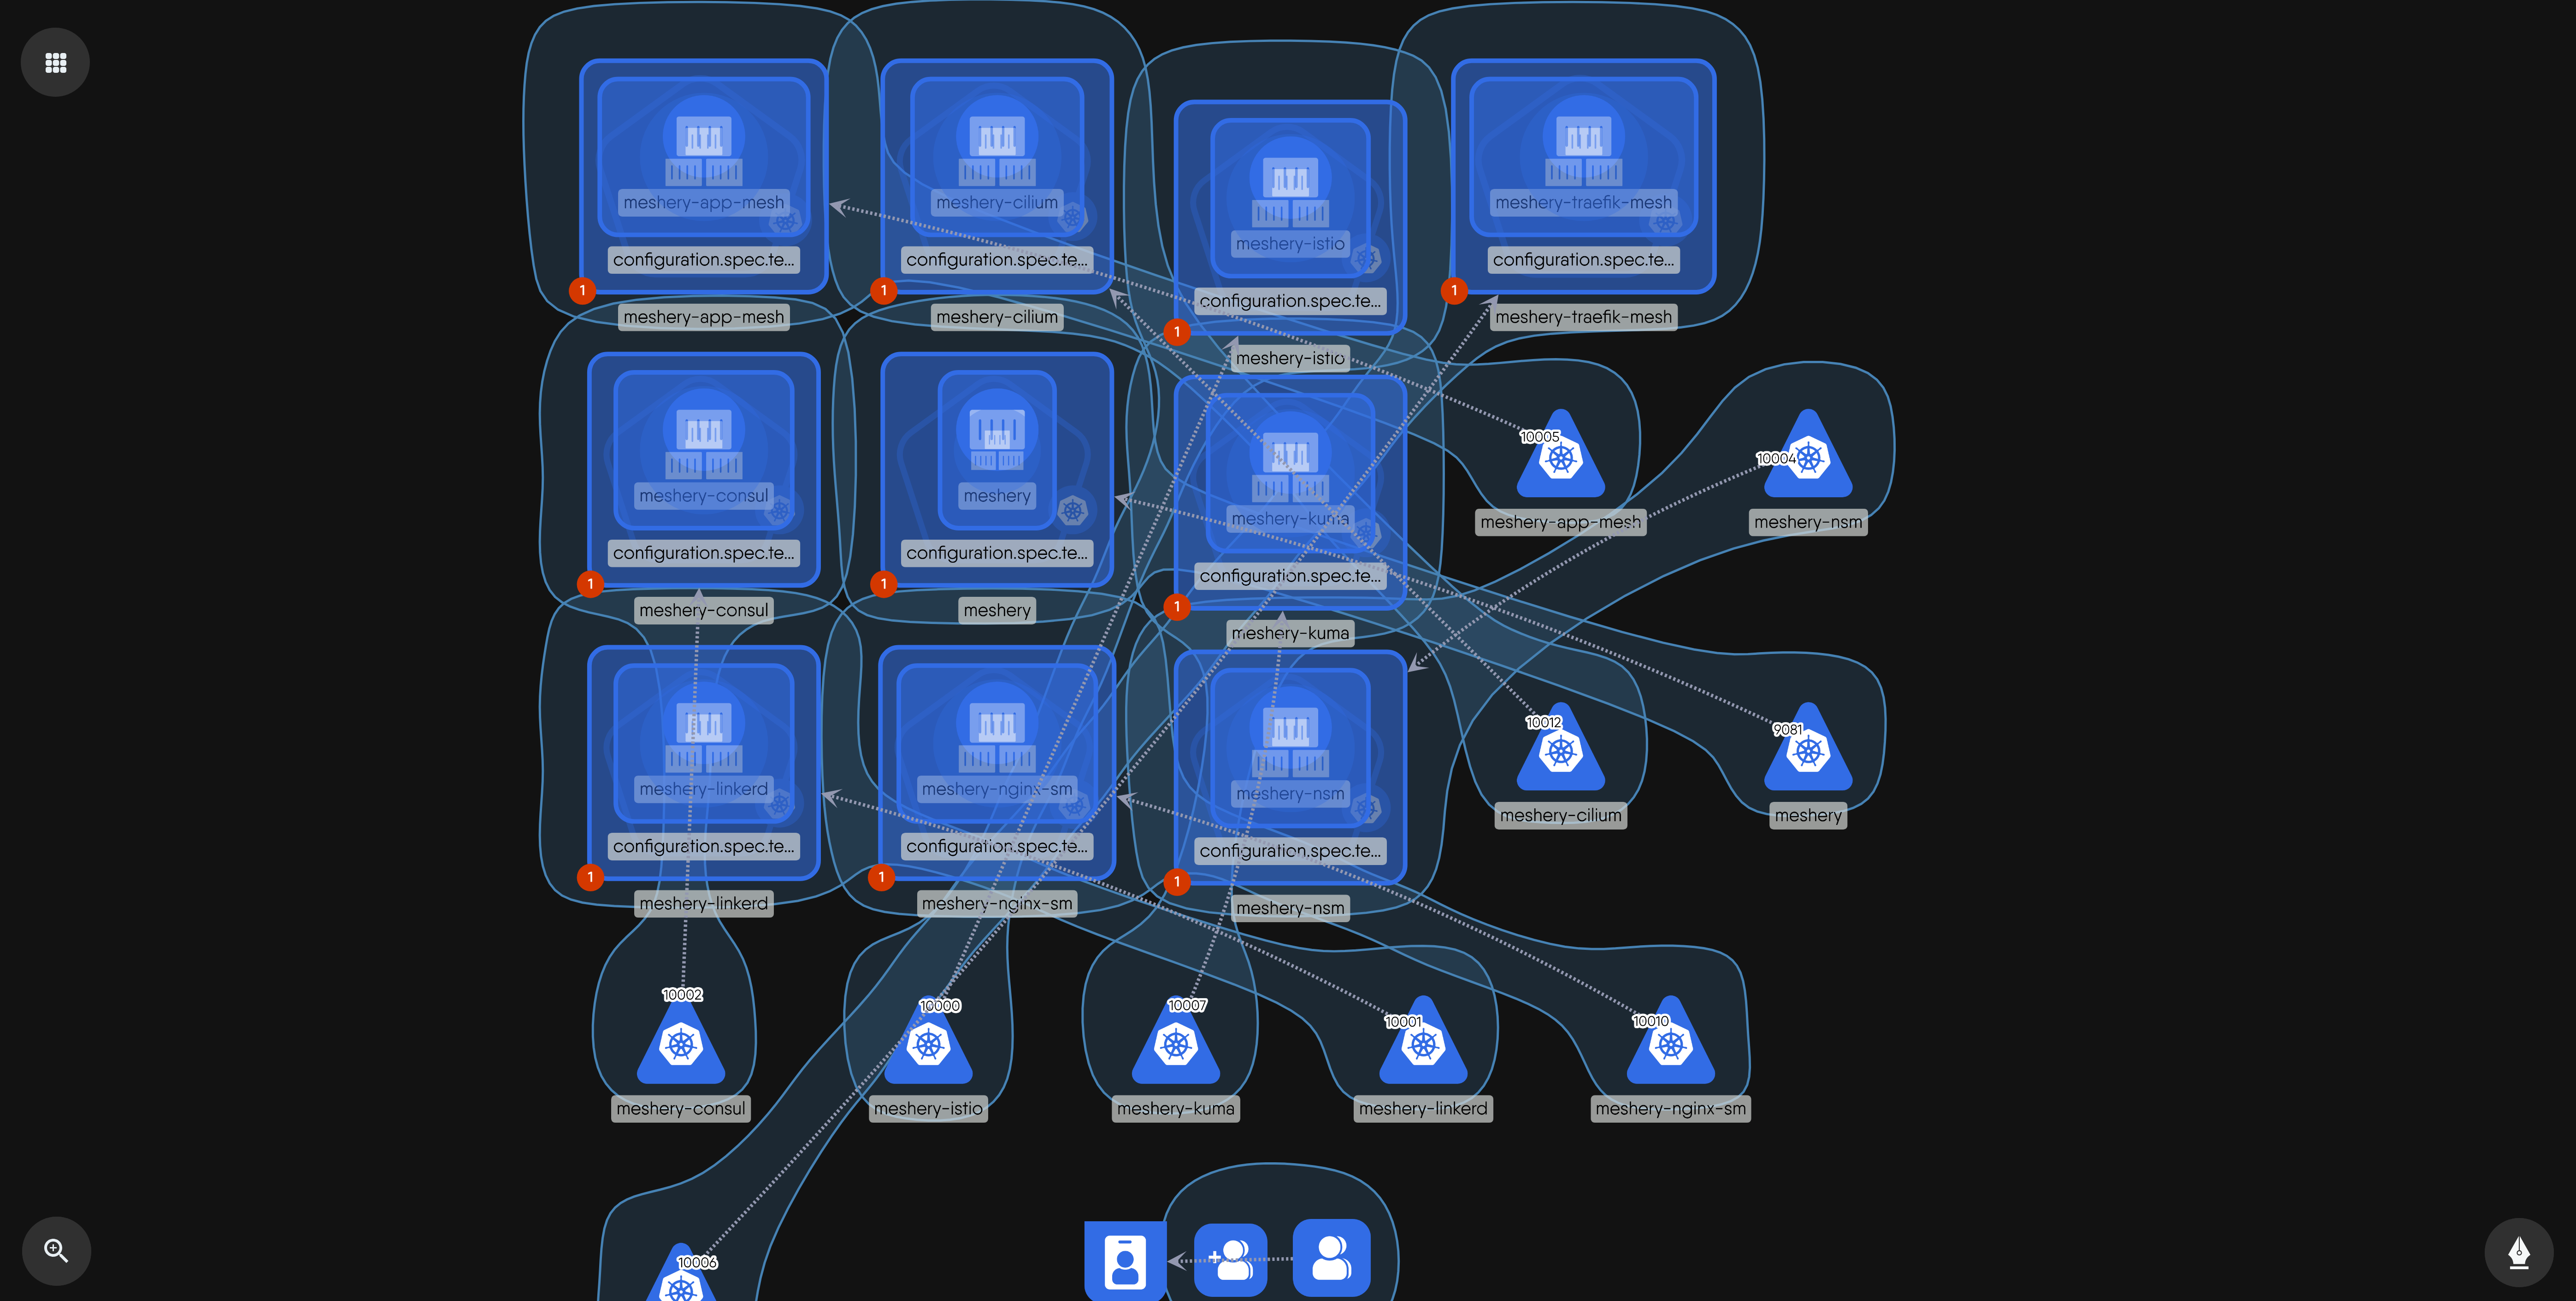 meshery-app-mesh
meshery-cilium
meshery-istio
meshery-traefik-mesh
configuration.spec.te...
configuration.spec.te...
configuration.spec.te...
configuration.spec.te...
1
1
1
1
meshery-app-mesh
meshery-cilium
meshery-istio
meshery-traefik-mesh
meshery-consul
meshery
meshery-kuma
configuration.spec.te...
configuration.spec.te...
configuration.spec.te...
1
1
1
meshery-consul
meshery
meshery-kuma
10005
10004
meshery-app-mesh
meshery-nsm
meshery-linkerd
meshery-nginx-sm
meshery-nsm
configuration.spec.te...
configuration.spec.te...
configuration.spec.te...
1
1
1
meshery-linkerd
meshery-nginx-sm
meshery-nsm
10012
9081
meshery-cilium
meshery
10002
10000
10007
10001
10010
meshery-consul
meshery-istio
meshery-kuma
meshery-linkerd
meshery-nginx-sm
10006